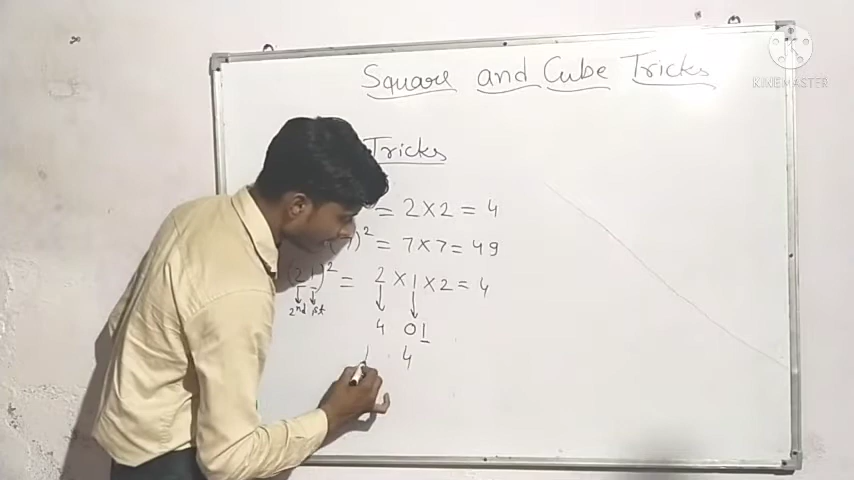 Square and Cube Tricks
KINEMASTER
Tricks
= 2 X 2 = 4
7)² = 7 X 7 = 49
(21)² = 2 X 1 X 2 = 4
2nd 1st
4 01
4